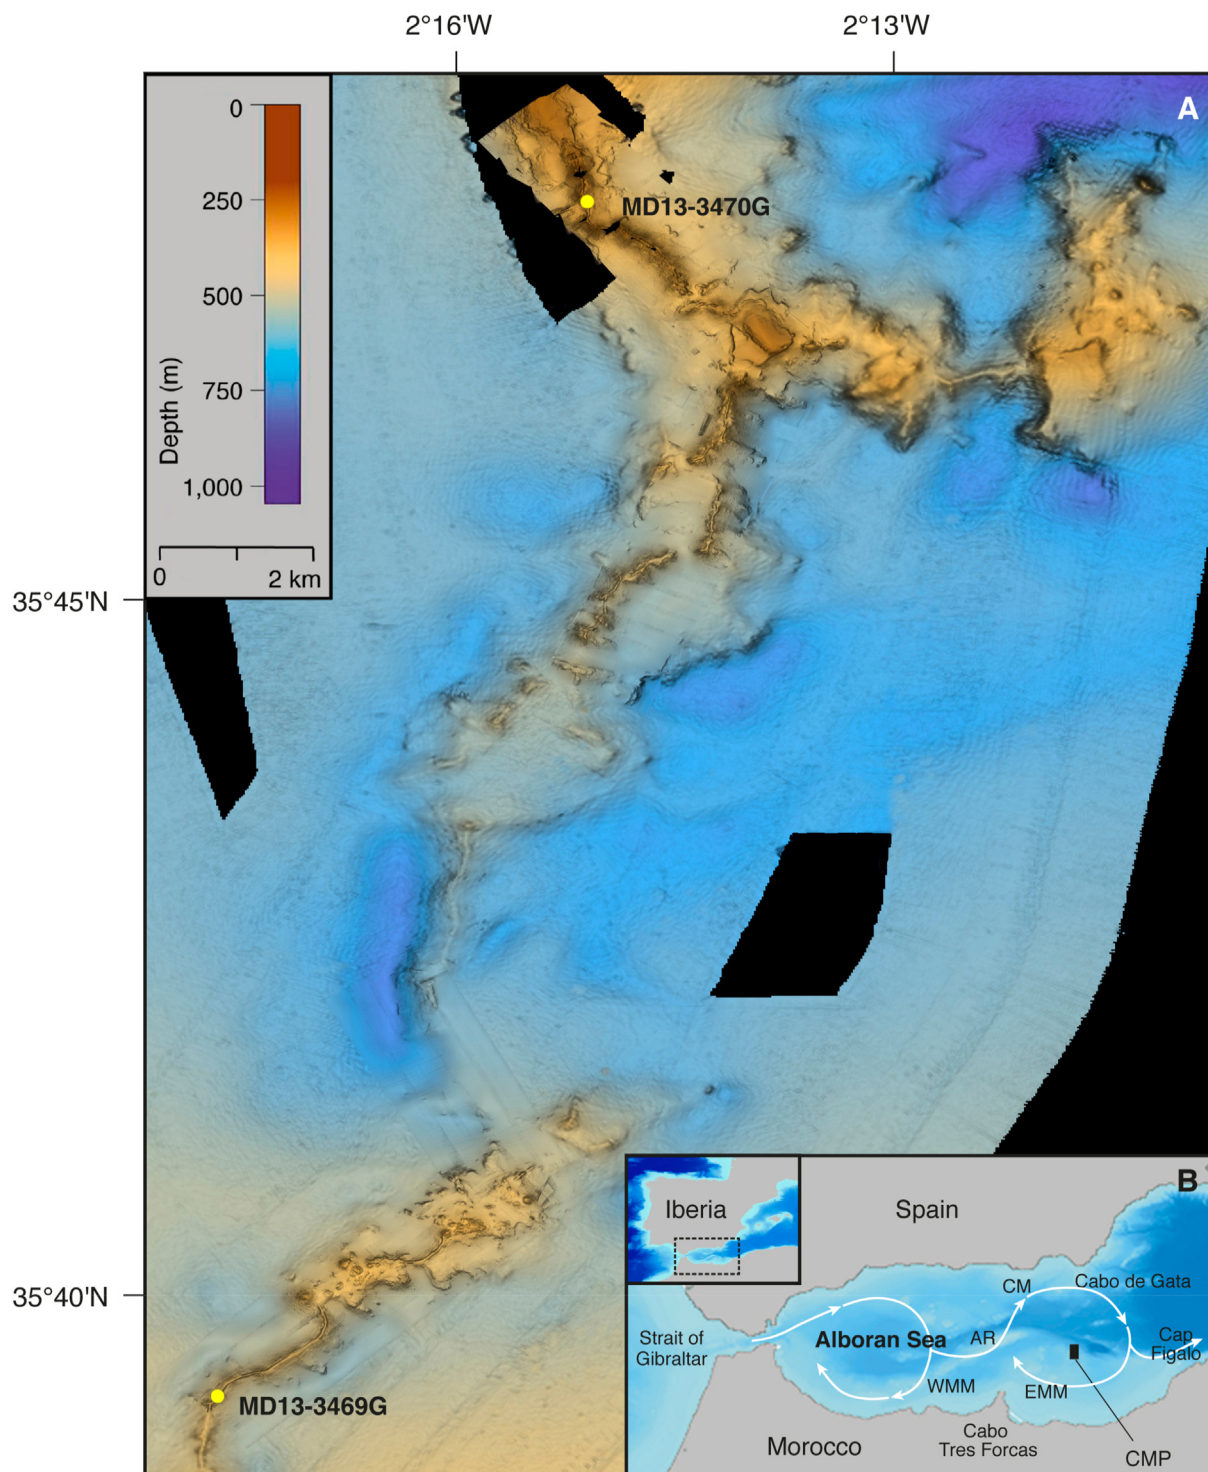 2°16'W
2°13'W
A
0
250
500
750
1,000
Depth (m)
0
2 km
MD13-3470G
35°45'N
35°40'N
MD13-3469G
B
Iberia
Spain
CM
Cabo de Gata
Strait of
Gibraltar
Alboran Sea
AR
Cap
Figalo
WMM
EMM
Cabo
Tres Forcas
Morocco
CMP